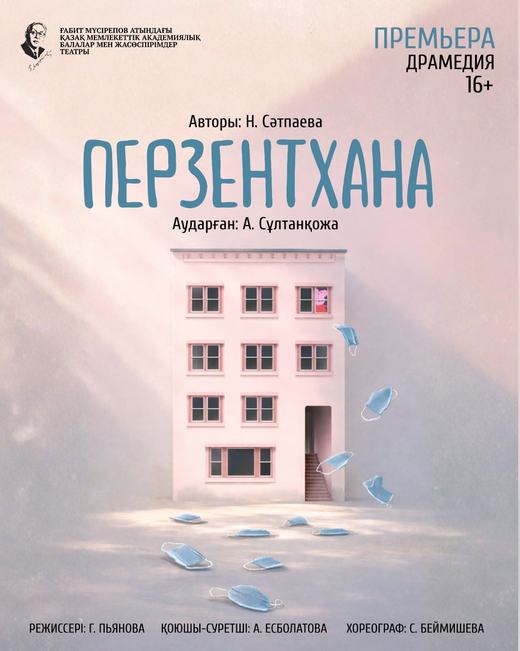 ҒАБИТ МҮСІРЕПОВ АТЫНДАҒЫ
ҚАЗАҚ МЕМЛЕКЕТТІК АКАДЕМИЯЛЫҚ
БАЛАЛАР МЕН ЖАСӨСПІРІМДЕР
ТЕАТРЫ
ПРЕМЬЕРА
ДРАМЕДИЯ
16+
Авторы: Н. Сәтпаева
ПЕРЗЕНТХАНА
Аударған: А. Сұлтанқожа
РЕЖИССЕРІ: Г. ПЬЯНОВА ҚОЮШЫ-СУРЕТШІ: А. ЕСБОЛАТОВА ХОРЕОГРАФ: С. БЕЙМИШЕВА